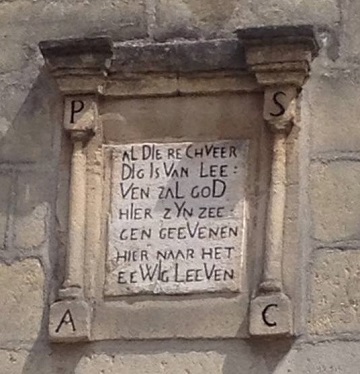 P S
AL DIE RECHVEER
DIG IS VAN LEE:
VEN ZAL GOD
HIER ZYN ZEE:
GEN GEEVENEN
HIER NAAR HET
EEWIG LEEVEN
A C